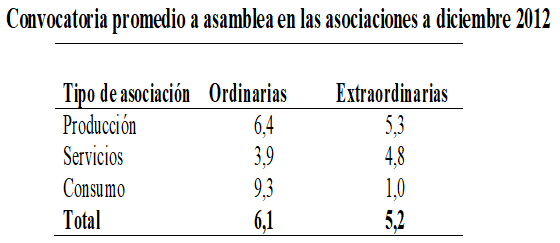 Convocatoria promedio a asamblea en las asociaciones a diciembre 2012
Tipo de asociación Ordinarias Extraordinarias
Producción 6,4 5,3
Servicios 3,9 4,8
Consumo 9,3 1,0
Total 6,1 5,2